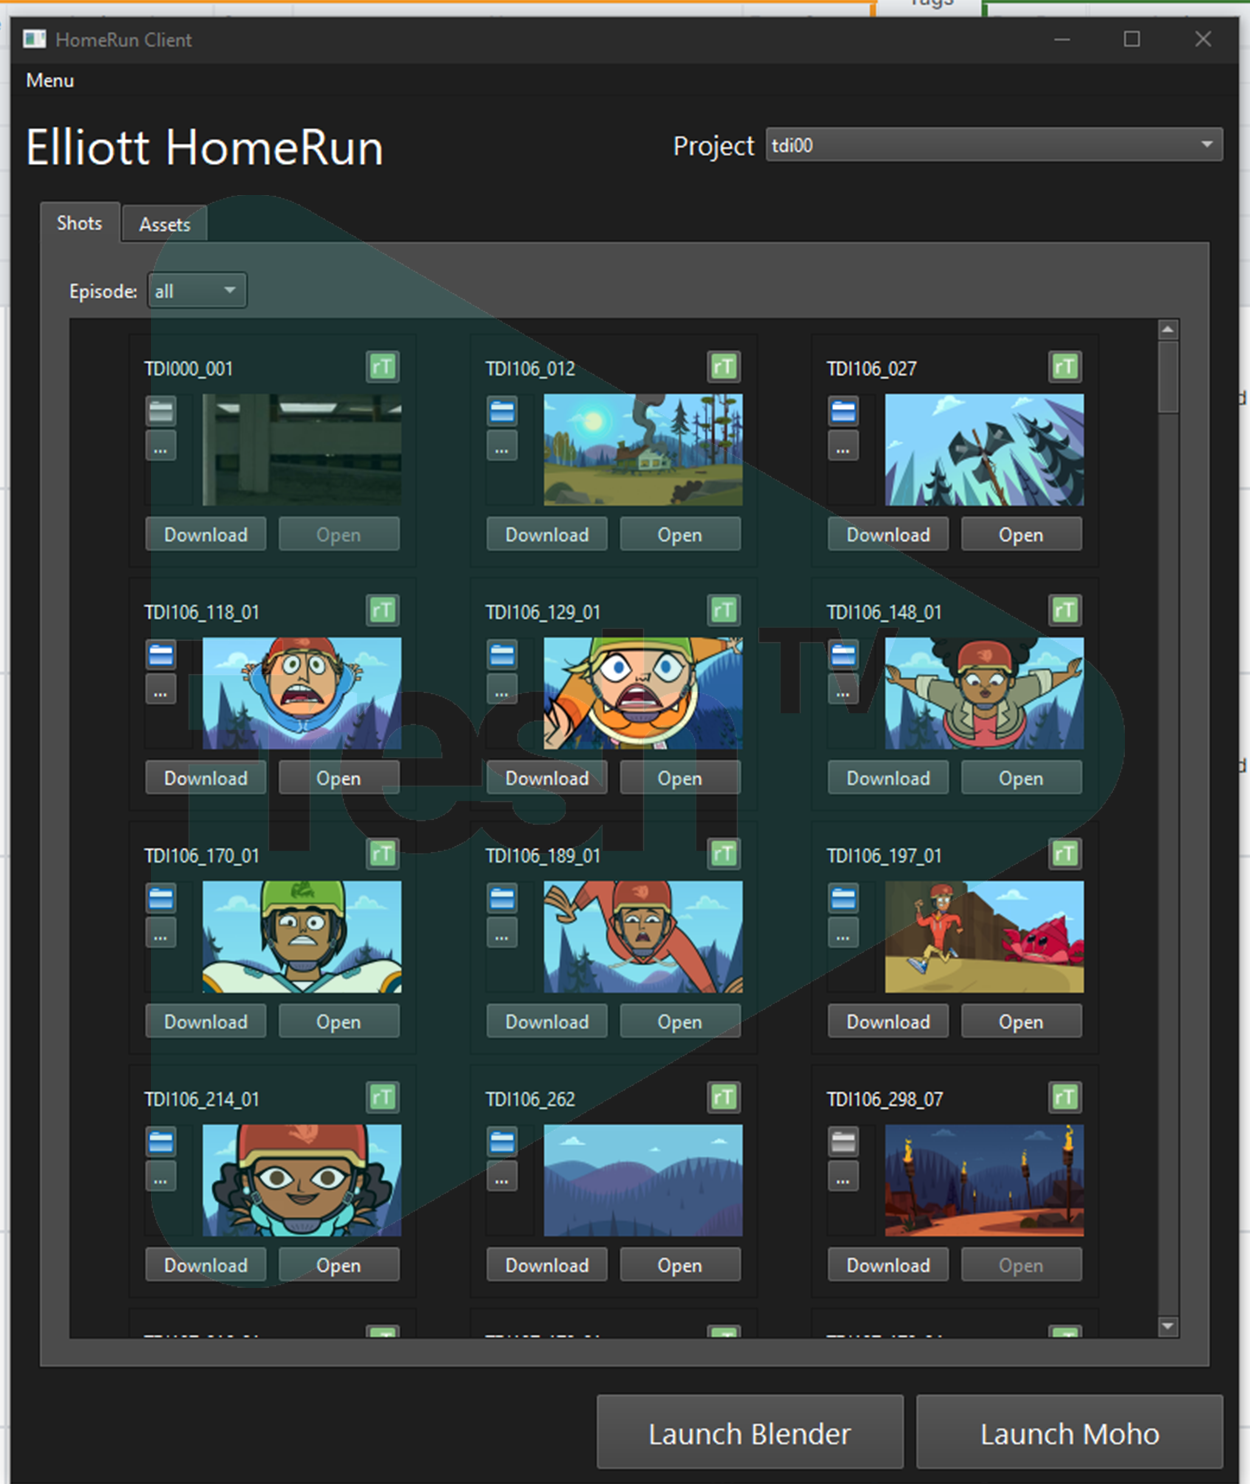 Tags
HomeRun Client
Menu
Elliott HomeRun
Project tdi00
Shots Assets
Episode: all
TDI000_001 rT TDI106_012 rT TDI106_027 rT
... ... ...
Download Open Download Open Download Open
TDI106_118_01 rT TDI106_129_01 rT TDI106_148_01 rT
... ... ...
fresh TV
Download Open Download Open Download Open
TDI106_170_01 rT TDI106_189_01 rT TDI106_197_01 rT
... ... ...
Download Open Download Open Download Open
TDI106_214_01 rT TDI106_262 rT TDI106_298_07 rT
... ... ...
Download Open Download Open Download Open
Launch Blender Launch Moho